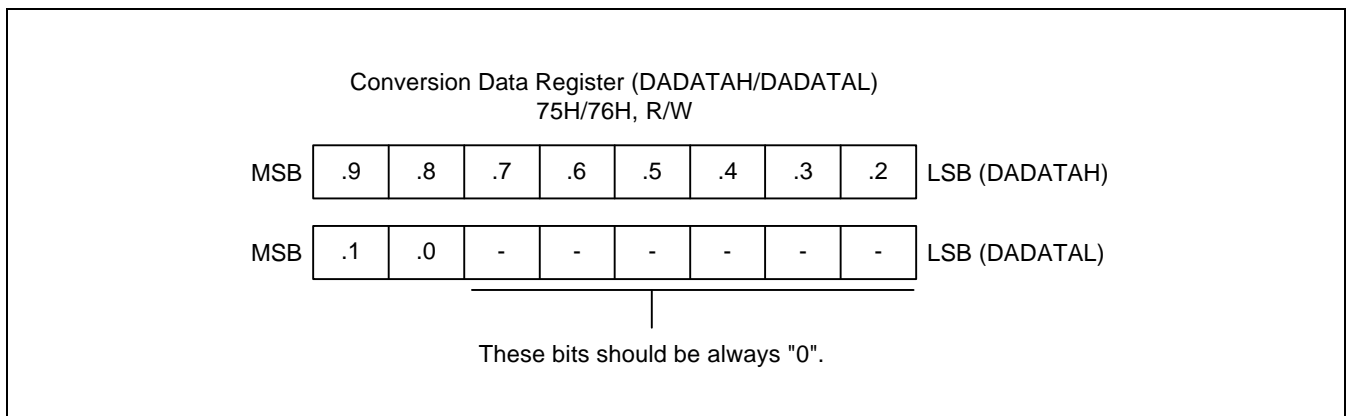 Conversion Data Register (DADATAH/DADATAL)
75H/76H, R/W
MSB .9 .8 .7 .6 .5 .4 .3 .2 LSB (DADATAH)
MSB .1 .0 - - - - - - LSB (DADATAL)
These bits should be always "0".